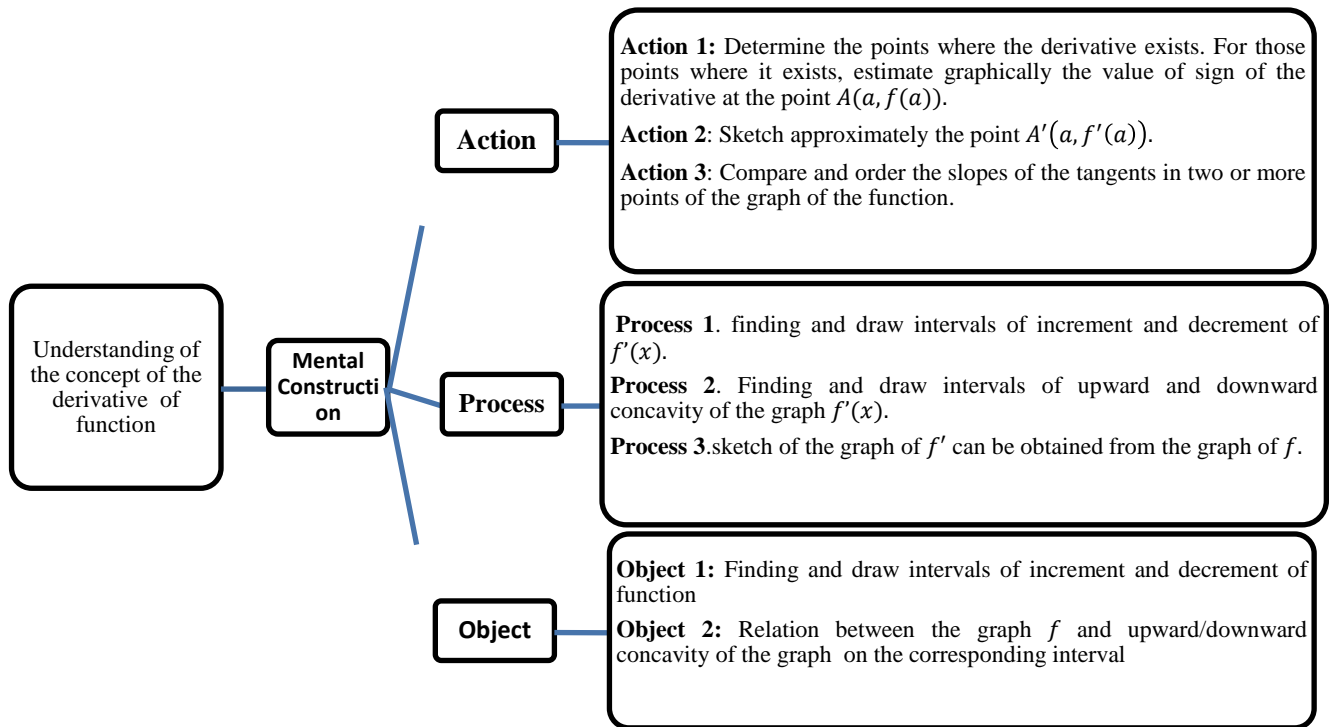 Understanding of
the concept of the
derivative of
function
Mental
Constructi
on
Action
Action 1: Determine the points where the derivative exists. For those
points where it exists, estimate graphically the value of sign of the
derivative at the point A(a, f(a)).
Action 2: Sketch approximately the point A′(a, f′(a)).
Action 3: Compare and order the slopes of the tangents in two or more
points of the graph of the function.
Process
Process 1. finding and draw intervals of increment and decrement of
f'(x).
Process 2. Finding and draw intervals of upward and downward
concavity of the graph f'(x).
Process 3.sketch of the graph of f′ can be obtained from the graph of f.
Object
Object 1: Finding and draw intervals of increment and decrement of
function
Object 2: Relation between the graph f and upward/downward
concavity of the graph on the corresponding interval